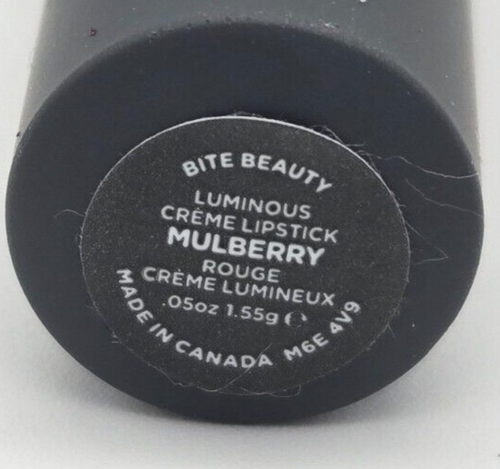 BITE BEAUTY
LUMINOUS
CRÈME LIPSTICK
MULBERRY
ROUGE
CRÈME LUMINEUX
.05oz 1.55g ℮
MADE IN CANADA M6E 4V9